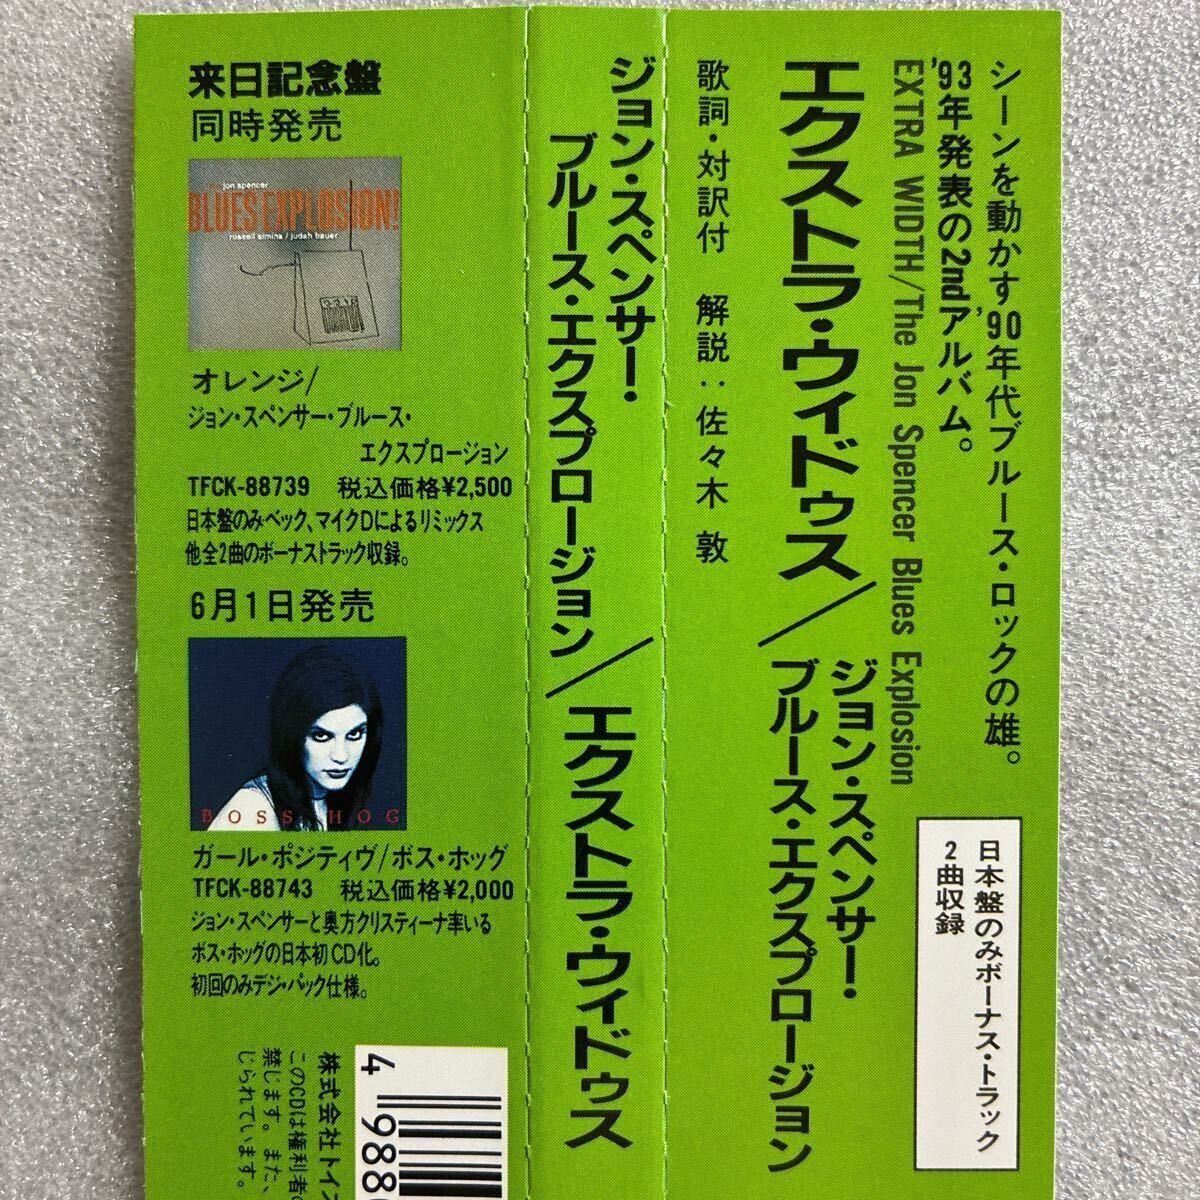 シーンを動かす'90年代ブルース・ロックの雄。
'93年発表の2ndアルバム。
EXTRA WIDTH/The Jon Spencer Blues Explosion
エクストラ・ウィドゥス/
ジョン・スペンサー・
ブルース・エクスプロージョン
歌詞・対訳付 解説:佐々木 敦
日本盤のみボーナス・トラック
2曲収録
ジョン・スペンサー・
ブルース・エクスプロージョン/エクストラ・ウィドゥス
来日記念盤
同時発売
jon spencer
BLUES EXPLOSION!
russell simins / judah bauer
オレンジ/
ジョン・スペンサー・ブルース・
エクスプロージョン
TFCK-88739 税込価格¥2,500
日本盤のみベック、マイクDによるリミックス
他全2曲のボーナストラック収録。
6月1日発売
BOSS HOG
ガール・ポジティヴ/ボス・ホッグ
TFCK-88743 税込価格¥2,000
ジョン・スペンサーと奥方クリスティーナ率いる
ボス・ホッグの日本初CD化。
初回のみデジ・パック仕様。
株式会社トイズ
このCDは権利者の
禁じます。また、
じられています。
4 988